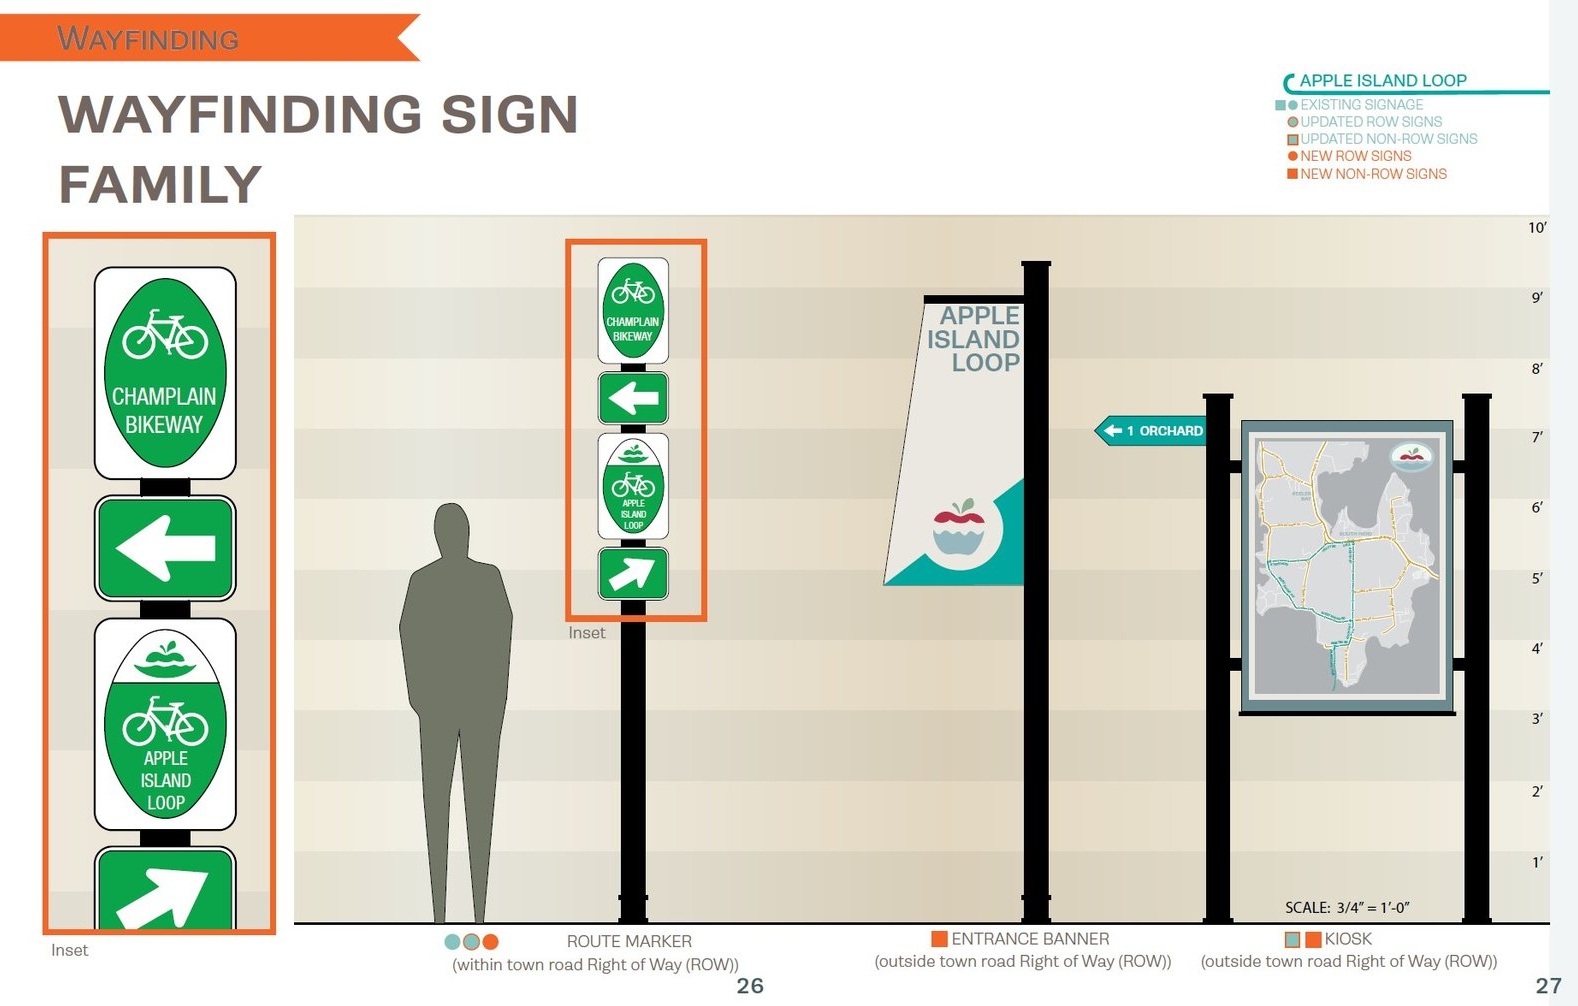 WAYFINDING
WAYFINDING SIGN
FAMILY
APPLE ISLAND LOOP
EXISTING SIGNAGE
UPDATED ROW SIGNS
UPDATED NON-ROW SIGNS
NEW ROW SIGNS
NEW NON-ROW SIGNS
CHAMPLAIN
BIKEWAY
APPLE
ISLAND
LOOP
Inset
CHAMPLAIN
BIKEWAY
APPLE
ISLAND
LOOP
Inset
APPLE
ISLAND
LOOP
1 ORCHARD
10'
9'
8'
7'
6'
5'
4'
3'
2'
1'
SCALE: 3/4" = 1'-0"
ROUTE MARKER
(within town road Right of Way (ROW))
ENTRANCE BANNER
(outside town road Right of Way (ROW))
KIOSK
(outside town road Right of Way (ROW))
26
27